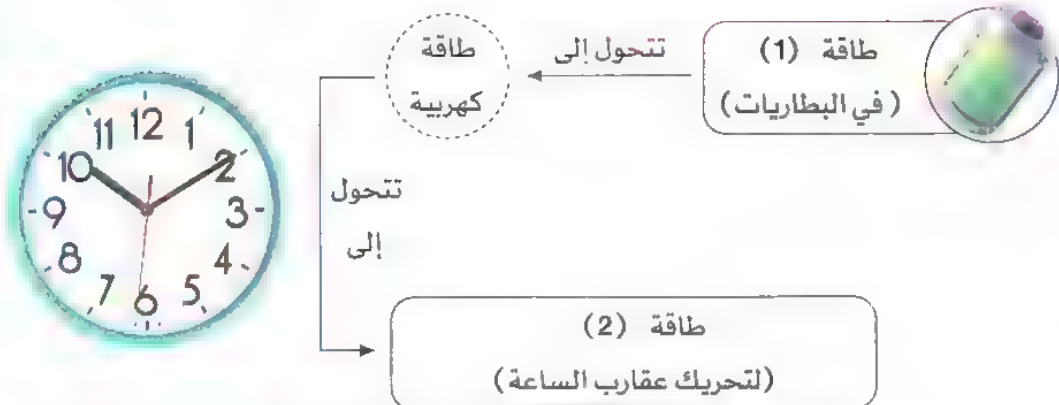 طاقة (1)
(في البطاريات)
تتحول إلى
طاقة
كهربية
تتحول
إلى
طاقة (2)
(لتحريك عقارب الساعة)
12
1
2
3
4
5
6
7
8
9
10
11